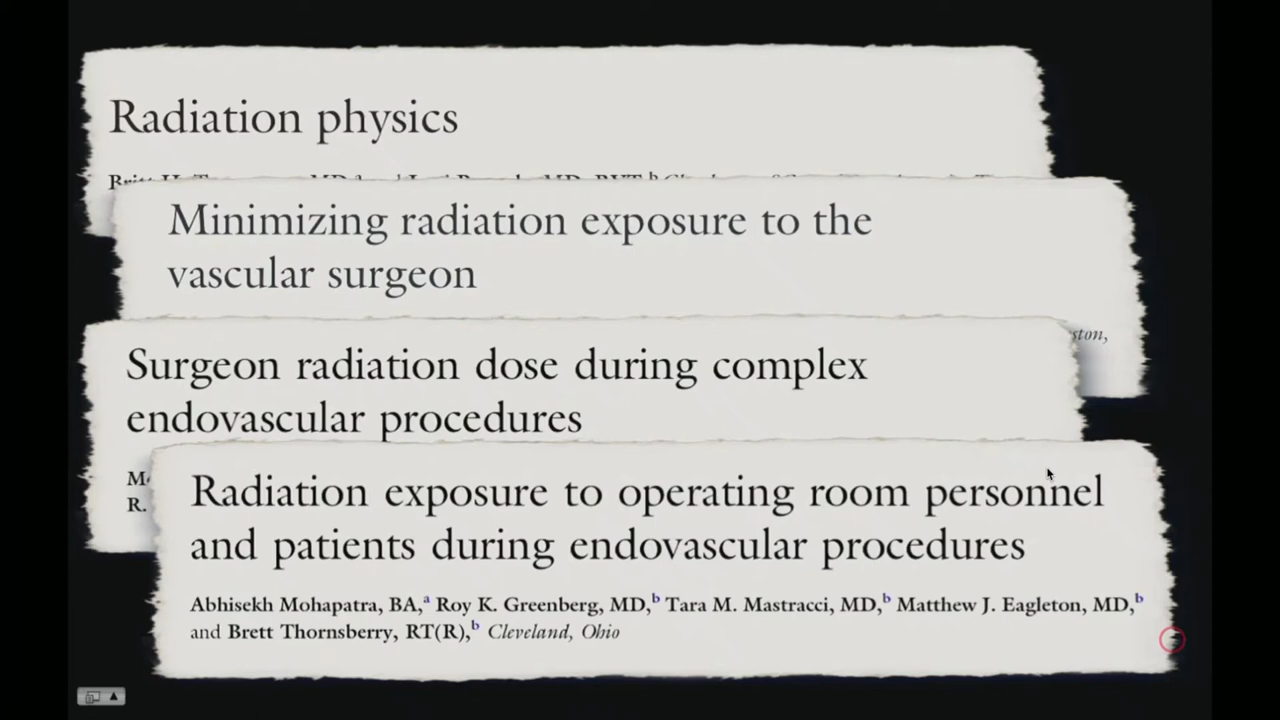 Radiation physics
MD
Minimizing radiation exposure to the
vascular surgeon
ston,
Surgeon radiation dose during complex
endovascular procedures
R.
Radiation exposure to operating room personnel
and patients during endovascular procedures
Abhisekh Mohapatra, BA,ᵃ Roy K. Greenberg, MD,ᵇ Tara M. Mastracci, MD,ᵇ Matthew J. Eagleton, MD,ᵇ
and Brett Thornsberry, RT(R),ᵇ Cleveland, Ohio